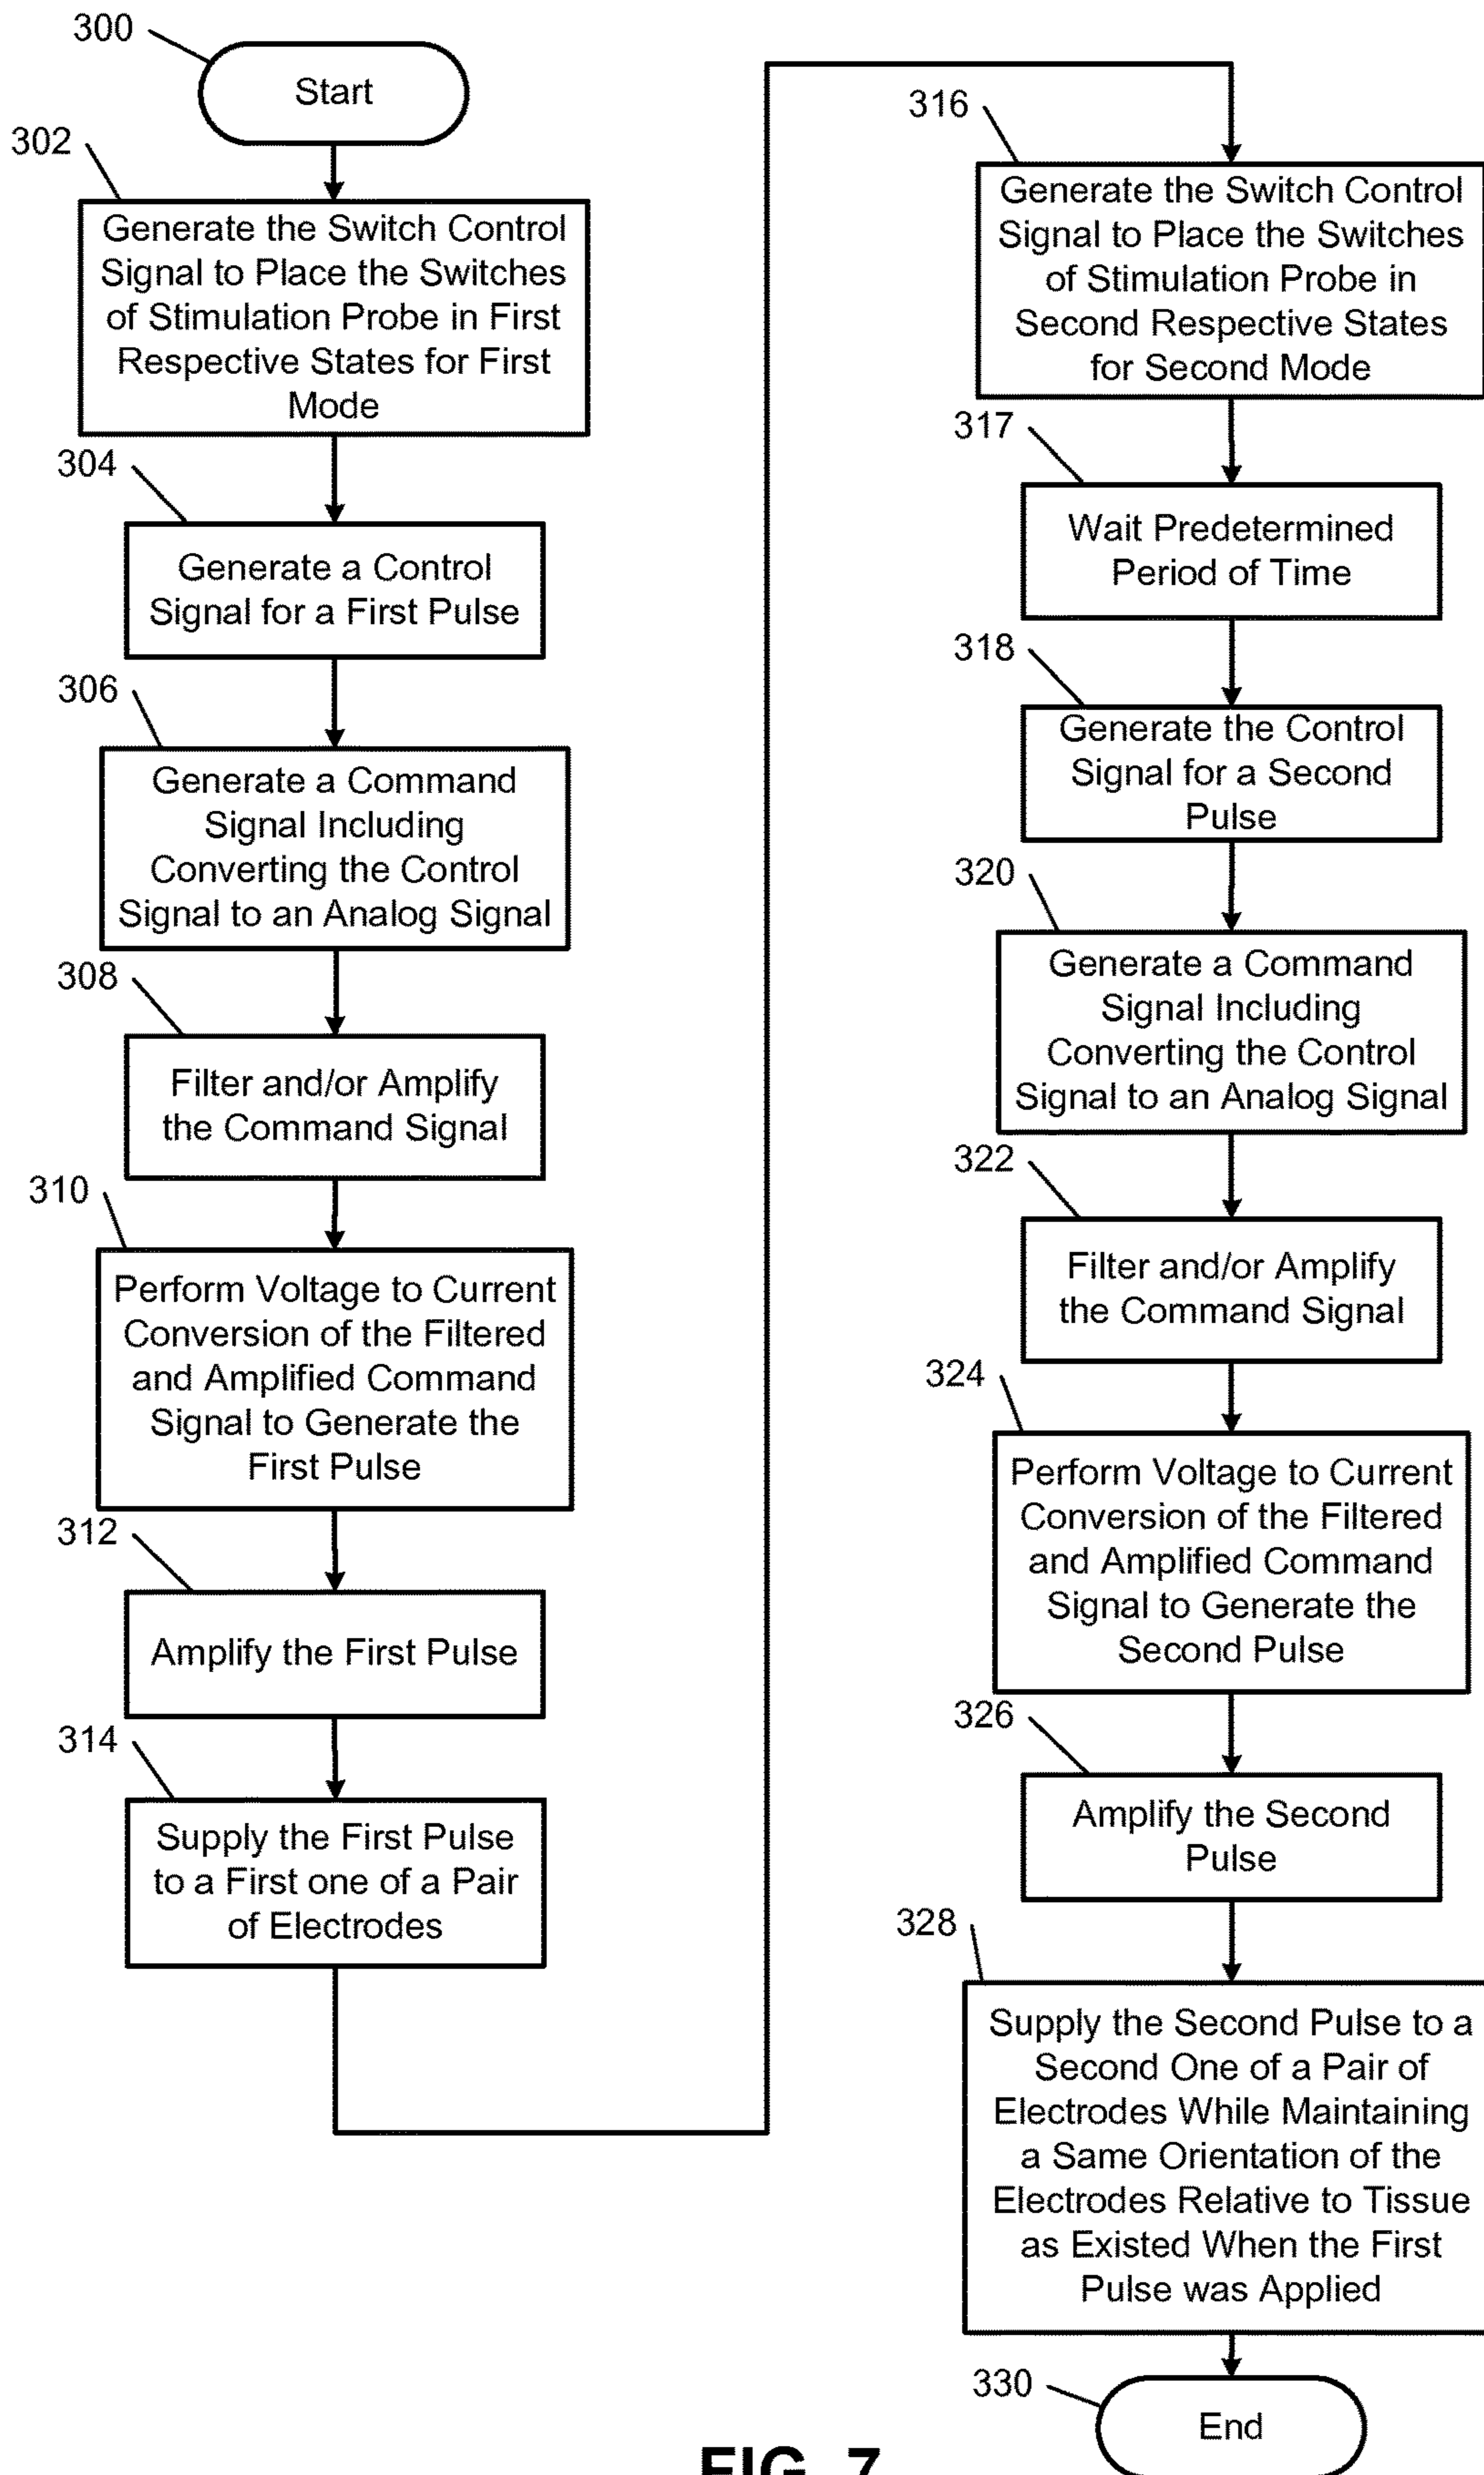 300
Start
302
Generate the Switch Control
Signal to Place the Switches
of Stimulation Probe in First
Respective States for First
Mode
304
Generate a Control
Signal for a First Pulse
306
Generate a Command
Signal Including
Converting the Control
Signal to an Analog Signal
308
Filter and/or Amplify
the Command Signal
310
Perform Voltage to Current
Conversion of the Filtered
and Amplified Command
Signal to Generate the
First Pulse
312
Amplify the First Pulse
314
Supply the First Pulse
to a First one of a Pair
of Electrodes
316
Generate the Switch Control
Signal to Place the Switches
of Stimulation Probe in
Second Respective States
for Second Mode
317
Wait Predetermined
Period of Time
318
Generate the Control
Signal for a Second
Pulse
320
Generate a Command
Signal Including
Converting the Control
Signal to an Analog Signal
322
Filter and/or Amplify
the Command Signal
324
Perform Voltage to Current
Conversion of the Filtered
and Amplified Command
Signal to Generate the
Second Pulse
326
Amplify the Second
Pulse
328
Supply the Second Pulse to a
Second One of a Pair of
Electrodes While Maintaining
a Same Orientation of the
Electrodes Relative to Tissue
as Existed When the First
Pulse was Applied
330
End
FIG. 7